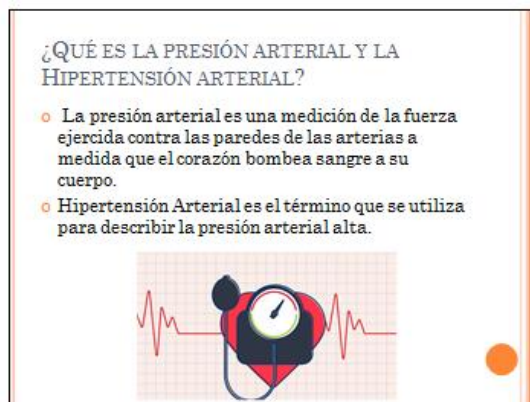 ¿QUÉ ES LA PRESIÓN ARTERIAL Y LA
HIPERTENSIÓN ARTERIAL?
La presión arterial es una medición de la fuerza
ejercida contra las paredes de las arterias a
medida que el corazón bombea sangre a su
cuerpo.
Hipertensión Arterial es el término que se utiliza
para describir la presión arterial alta.